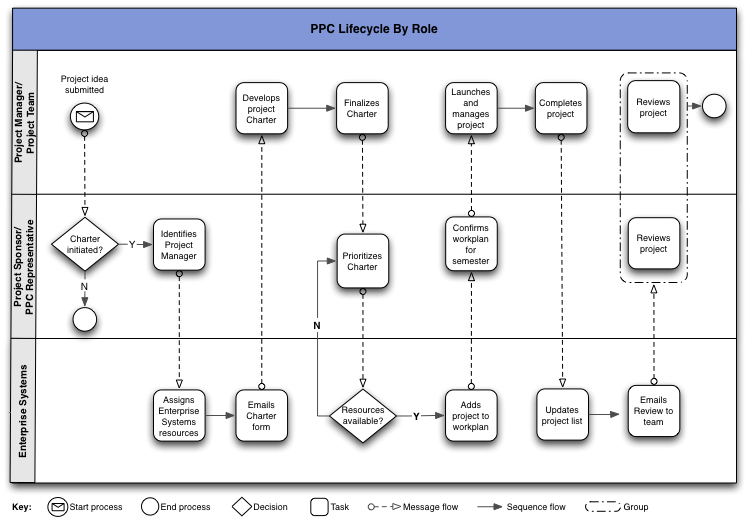 PPC Lifecycle By Role
Project Manager/
Project Team
Project idea
submitted
Develops
project
Charter
Finalizes
Charter
Launches
and
manages
project
Completes
project
Reviews
project
Project Sponsor/
PPC Representative
Charter
initiated?
Y
N
Identifies
Project
Manager
Prioritizes
Charter
Confirms
workplan
for
semester
Reviews
project
N
Enterprise Systems
Assigns
Enterprise
Systems
resources
Emails
Charter
form
Resources
available?
Y
Adds
project to
workplan
Updates
project list
Emails
Review to
team
Key: Start process End process Decision Task Message flow Sequence flow Group